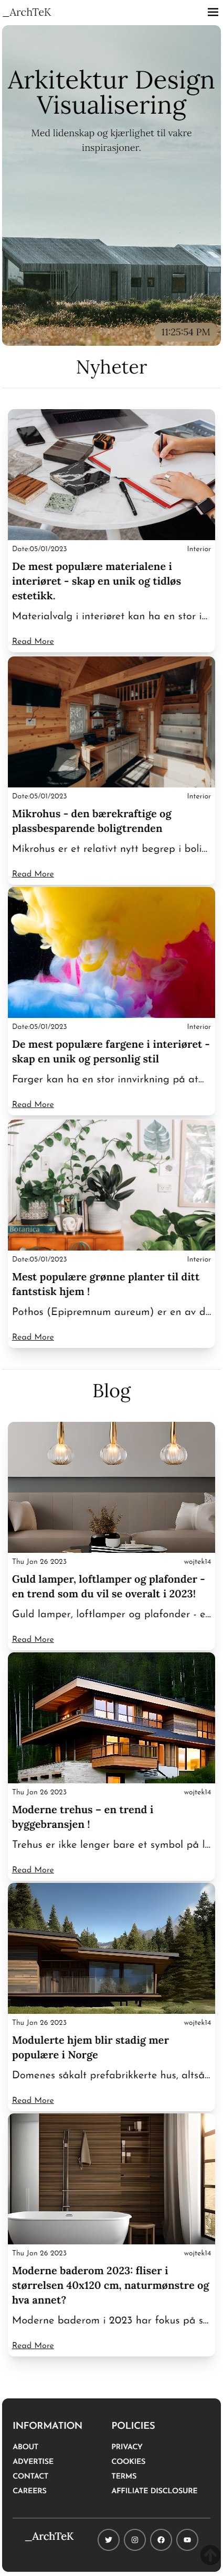 _ArchTeK
Arkitektur Design
Visualisering
Med lidenskap og kjærlighet til vakre
inspirasjoner.
11:25:54 PM
Nyheter
Date:05/01/2023 Interior
De mest populære materialene i
interiøret - skap en unik og tidløs
estetikk.
Materialvalg i interiøret kan ha en stor i...
Read More
Date:05/01/2023 Interior
Mikrohus - den bærekraftige og
plassbesparende boligtrenden
Mikrohus er et relativt nytt begrep i boli...
Read More
Date:05/01/2023 Interior
De mest populære fargene i interiøret -
skap en unik og personlig stil
Farger kan ha en stor innvirkning på at...
Read More
Botanica
Date:05/01/2023 Interior
Mest populære grønne planter til ditt
fantstisk hjem !
Pothos (Epipremnum aureum) er en av d...
Read More
Blog
Thu Jan 26 2023 wojtek14
Guld lamper, loftlamper og plafonder -
en trend som du vil se overalt i 2023!
Guld lamper, loftlamper og plafonder - e...
Read More
Thu Jan 26 2023 wojtek14
Moderne trehus – en trend i
byggebransjen !
Trehus er ikke lenger bare et symbol på l...
Read More
Thu Jan 26 2023 wojtek14
Modulerte hjem blir stadig mer
populære i Norge
Domenes såkalt prefabrikkerte hus, altså...
Read More
Thu Jan 26 2023 wojtek14
Moderne baderom 2023: fliser i
størrelsen 40x120 cm, naturmønstre og
hva annet?
Moderne baderom i 2023 har fokus på s...
Read More
INFORMATION POLICIES
ABOUT PRIVACY
ADVERTISE COOKIES
CONTACT TERMS
CAREERS AFFILIATE DISCLOSURE
_ArchTeK